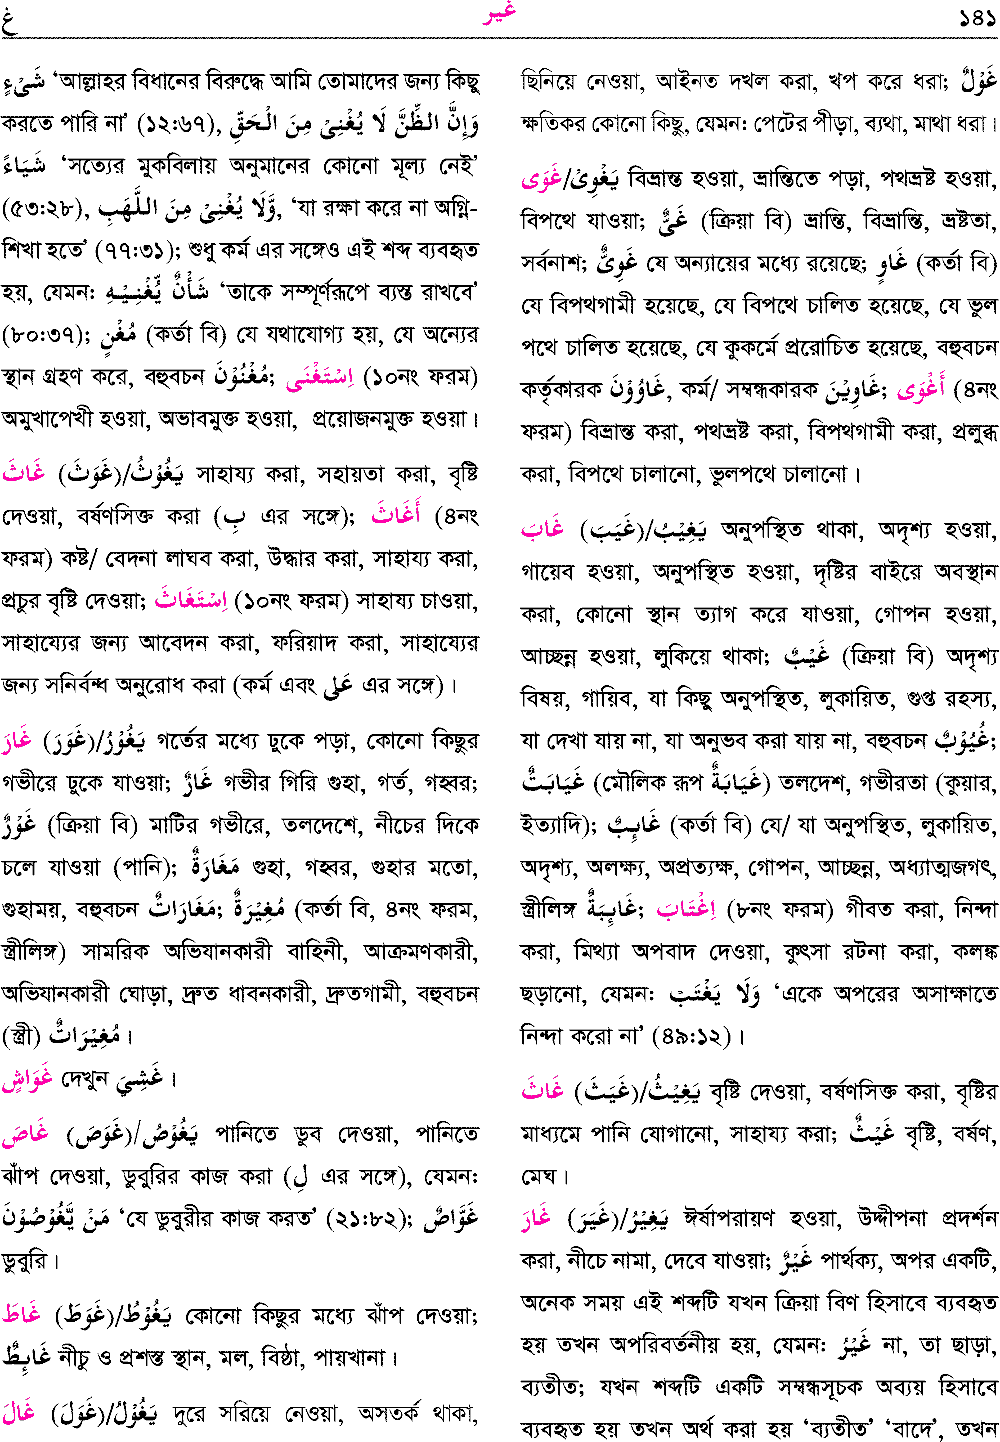 غ غير ১৪১
شَىْءٍ ‘আল্লাহর বিধানের বিরুদ্ধে আমি তোমাদের জন্য কিছু
করতে পারি না’ (১২:৬৭), وَإِنَّ الظَّنَّ لَا يُغْنِىْ مِنَ الْحَقِّ
شَيَاءً ‘সত্যের মুকবিলায় অনুমানের কোনো মূল্য নেই’
(৫৩:২৮), وَّلَا يُغْنِىْ مِنَ اللَّهَبِ, ‘যা রক্ষা করে না অগ্নি-
শিখা হতে’ (৭৭:৩১); শুধু কর্ম এর সঙ্গেও এই শব্দ ব্যবহৃত
হয়, যেমন: شَأْنٌ يُّغْنِيْهِ ‘তাকে সম্পূর্ণরূপে ব্যস্ত রাখবে’
(৮০:৩৭); مُغْنٍ (কর্তা বি) যে যথাযোগ্য হয়, যে অন্যের
স্থান গ্রহণ করে, বহুবচন مُغْنُوْنَ; اِسْتَغْنَى (১০নং ফরম)
অমুখাপেখী হওয়া, অভাবমুক্ত হওয়া, প্রয়োজনমুক্ত হওয়া।
غَاثَ (غَوَثَ)/يَغُوْثُ সাহায্য করা, সহায়তা করা, বৃষ্টি
দেওয়া, বর্ষণসিক্ত করা (بِ এর সঙ্গে); أَغَاثَ (৪নং
ফরম) কষ্ট/ বেদনা লাঘব করা, উদ্ধার করা, সাহায্য করা,
প্রচুর বৃষ্টি দেওয়া; اِسْتَغَاثَ (১০নং ফরম) সাহায্য চাওয়া,
সাহায্যের জন্য আবেদন করা, ফরিয়াদ করা, সাহায্যের
জন্য সনির্বন্ধ অনুরোধ করা (কর্ম এবং عَلٰى এর সঙ্গে)।
غَارَ (غَوَرَ)/يَغُوْرُ গর্তের মধ্যে ঢুকে পড়া, কোনো কিছুর
গভীরে ঢুকে যাওয়া; غَارٌ গভীর গিরি গুহা, গর্ত, গহ্বর;
غَوْرٌ (ক্রিয়া বি) মাটির গভীরে, তলদেশে, নীচের দিকে
চলে যাওয়া (পানি); مَغَارَةٌ গুহা, গহ্বর, গুহার মতো,
গুহাময়, বহুবচন مَغَارَاتٌ; مُغِيْرَةٌ (কর্তা বি, ৪নং ফরম,
স্ত্রীলিঙ্গ) সামরিক অভিযানকারী বাহিনী, আক্রমণকারী,
অভিযানকারী ঘোড়া, দ্রুত ধাবনকারী, দ্রুতগামী, বহুবচন
(স্ত্রী) مُغِيْرَاتٌ।
غَوَاشٍ দেখুন غَشِيَ।
غَاصَ (غَوَصَ)/يَغُوْصُ পানিতে ডুব দেওয়া, পানিতে
ঝাঁপ দেওয়া, ডুবুরির কাজ করা (لِ এর সঙ্গে), যেমন:
مَنْ يَّغُوْصُوْنَ ‘যে ডুবুরীর কাজ করত’ (২১:৮২); غَوَّاصٌ
ডুবুরি।
غَاطَ (غَوَطَ)/يَغُوْطُ কোনো কিছুর মধ্যে ঝাঁপ দেওয়া;
غَايِطٌ নীচু ও প্রশস্ত স্থান, মল, বিষ্ঠা, পায়খানা।
غَالَ (غَوَلَ)/يَغُوْلُ দূরে সরিয়ে নেওয়া, অসতর্ক থাকা,
ছিনিয়ে নেওয়া, আইনত দখল করা, খপ করে ধরা; غَوْلٌ
ক্ষতিকর কোনো কিছু, যেমন: পেটের পীড়া, ব্যথা, মাথা ধরা।
غَوَى/يَغْوِىْ বিভ্রান্ত হওয়া, ভ্রান্তিতে পড়া, পথভ্রষ্ট হওয়া,
বিপথে যাওয়া; غَىٌّ (ক্রিয়া বি) ভ্রান্তি, বিভ্রান্তি, ভ্রষ্টতা,
সর্বনাশ; غَوِىٌّ যে অন্যায়ের মধ্যে রয়েছে; غَاوٍ (কর্তা বি)
যে বিপথগামী হয়েছে, যে বিপথে চালিত হয়েছে, যে ভুল
পথে চালিত হয়েছে, যে কুকর্মে প্ররোচিত হয়েছে, বহুবচন
কর্তৃকারক غَاوُوْنَ, কর্ম/ সম্বন্ধকারক غَاوِيْنَ; أَغْوَى (৪নং
ফরম) বিভ্রান্ত করা, পথভ্রষ্ট করা, বিপথগামী করা, প্রলুব্ধ
করা, বিপথে চালানো, ভুলপথে চালানো।
غَابَ (غَيَبَ)/يَغِيْبُ অনুপস্থিত থাকা, অদৃশ্য হওয়া,
গায়েব হওয়া, অনুপস্থিত হওয়া, দৃষ্টির বাইরে অবস্থান
করা, কোনো স্থান ত্যাগ করে যাওয়া, গোপন হওয়া,
আচ্ছন্ন হওয়া, লুকিয়ে থাকা; غَيْبٌ (ক্রিয়া বি) অদৃশ্য
বিষয়, গায়িব, যা কিছু অনুপস্থিত, লুকায়িত, গুপ্ত রহস্য,
যা দেখা যায় না, যা অনুভব করা যায় না, বহুবচন غُيُوْبٌ;
غَيَابَتٌ (মৌলিক রূপ غَيَابَةٌ) তলদেশ, গভীরতা (কুয়ার,
ইত্যাদি); غَايِبٌ (কর্তা বি) যে/ যা অনুপস্থিত, লুকায়িত,
অদৃশ্য, অলক্ষ্য, অপ্রত্যক্ষ, গোপন, আচ্ছন্ন, অধ্যাত্মজগৎ,
স্ত্রীলিঙ্গ غَايِبَةٌ; اِغْتَابَ (৮নং ফরম) গীবত করা, নিন্দা
করা, মিথ্যা অপবাদ দেওয়া, কুৎসা রটনা করা, কলঙ্ক
ছড়ানো, যেমন: وَلَا يَغْتَب ‘একে অপরের অসাক্ষাতে
নিন্দা করো না’ (৪৯:১২)।
غَاثَ (غَيَثَ)/يَغِيْثُ বৃষ্টি দেওয়া, বর্ষণসিক্ত করা, বৃষ্টির
মাধ্যমে পানি যোগানো, সাহায্য করা; غَيْثٌ বৃষ্টি, বর্ষণ,
মেঘ।
غَارَ (غَيَرَ)/يَغِيْرُ ঈর্ষাপরায়ণ হওয়া, উদ্দীপনা প্রদর্শন
করা, নীচে নামা, দেবে যাওয়া; غَيْرٌ পার্থক্য, অপর একটি,
অনেক সময় এই শব্দটি যখন ক্রিয়া বিণ হিসাবে ব্যবহৃত
হয় তখন অপরিবর্তনীয় হয়, যেমন: غَيْرُ না, তা ছাড়া,
ব্যতীত; যখন শব্দটি একটি সম্বন্ধসূচক অব্যয় হিসাবে
ব্যবহৃত হয় তখন অর্থ করা হয় ‘ব্যতীত’ ‘বাদে’, তখন